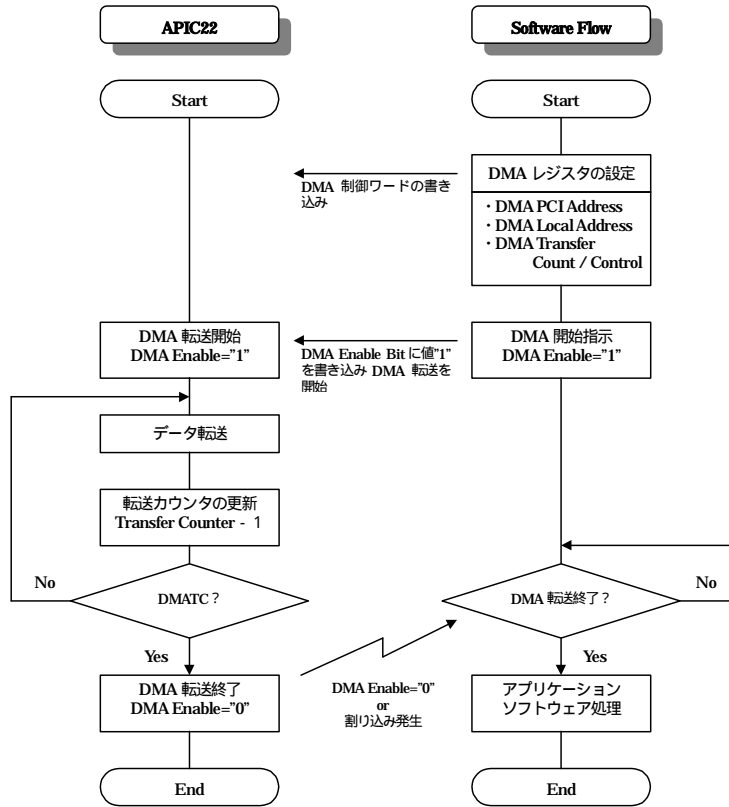 APIC22
Software Flow
Start
Start
DMA レジスタの設定
・DMA PCI Address
・DMA Local Address
・DMA Transfer
Count / Control
DMA 制御ワードの書き
込み
DMA 転送開始
DMA Enable="1"
DMA Enable Bit に値"1"
を書き込み DMA 転送を
開始
DMA 開始指示
DMA Enable="1"
データ転送
転送カウンタの更新
Transfer Counter - 1
No
DMATC？
Yes
DMA 転送終了？
No
Yes
DMA 転送終了
DMA Enable="0"
DMA Enable="0"
or
割り込み発生
アプリケーション
ソフトウェア処理
End
End